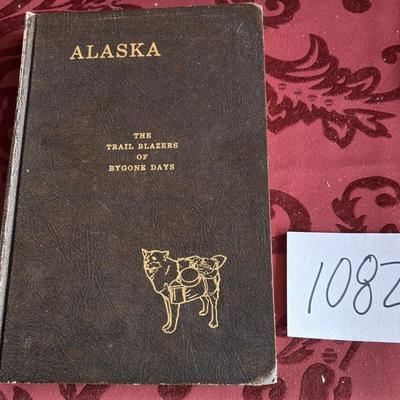 ALASKA
THE
TRAIL BLAZERS
OF
BYGONE DAYS
1082